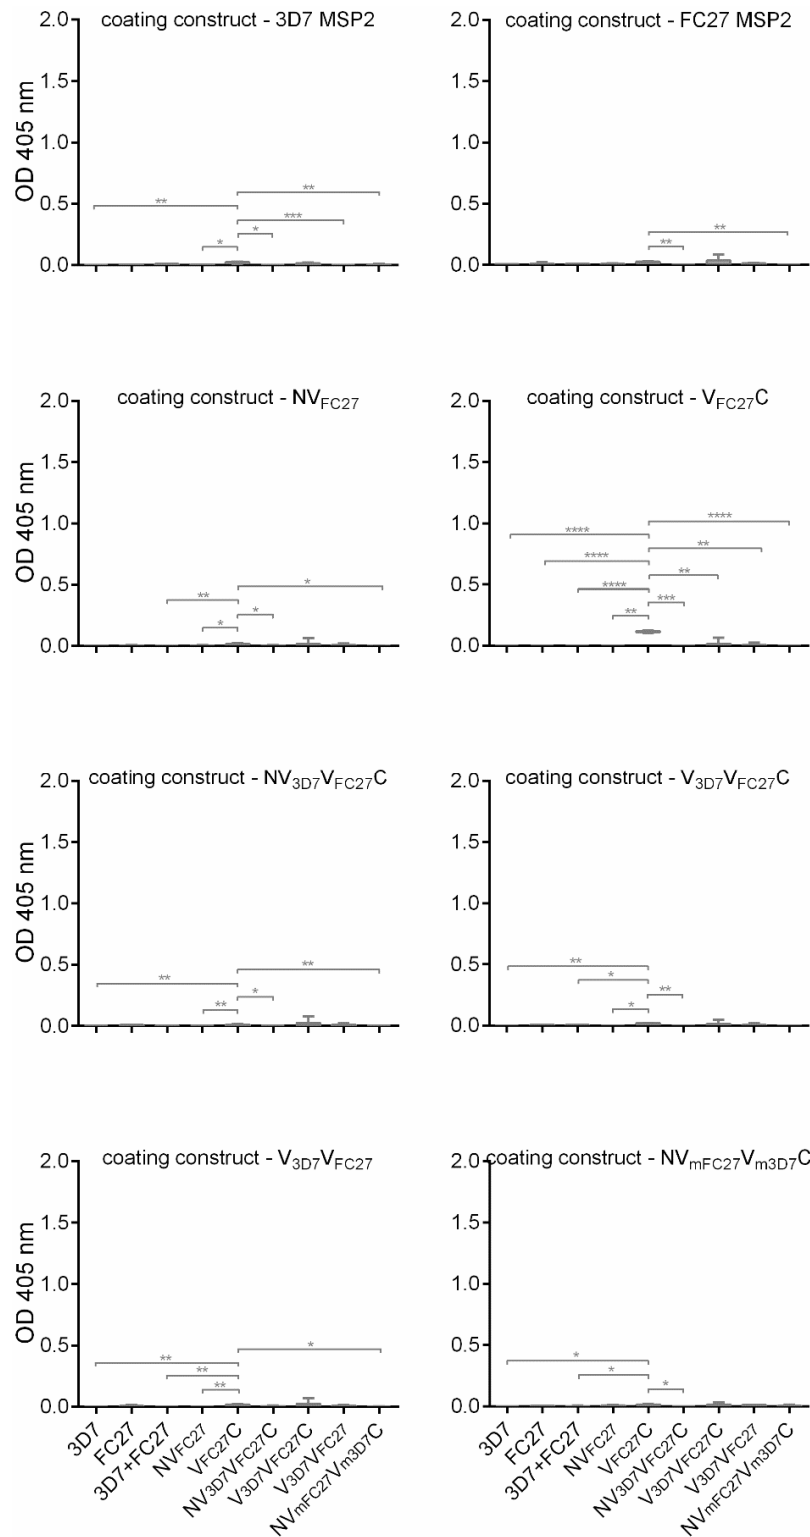 coating construct - 3D7 MSP2
OD 405 nm
2.0
1.5
1.0
0.5
0.0
**
**
***
*
*
coating construct - FC27 MSP2
2.0
1.5
1.0
0.5
0.0
**
**
coating construct - NVFC27
OD 405 nm
2.0
1.5
1.0
0.5
0.0
*
**
*
*
coating construct - VFC27C
2.0
1.5
1.0
0.5
0.0
****
****
**
****
**
****
***
**
coating construct - NV3D7VFC27C
OD 405 nm
2.0
1.5
1.0
0.5
0.0
**
**
*
**
coating construct - V3D7VFC27C
2.0
1.5
1.0
0.5
0.0
**
*
**
*
coating construct - V3D7VFC27
OD 405 nm
2.0
1.5
1.0
0.5
0.0
*
**
**
**
3D7
FC27
3D7+FC27
NVFC27
VFC27C
NV3D7VFC27C
V3D7VFC27C
V3D7VFC27
NVmFC27Vm3D7C
coating construct - NVmFC27Vm3D7C
2.0
1.5
1.0
0.5
0.0
*
*
*
3D7
FC27
3D7+FC27
NVFC27
VFC27C
NV3D7VFC27C
V3D7VFC27C
V3D7VFC27
NVmFC27Vm3D7C